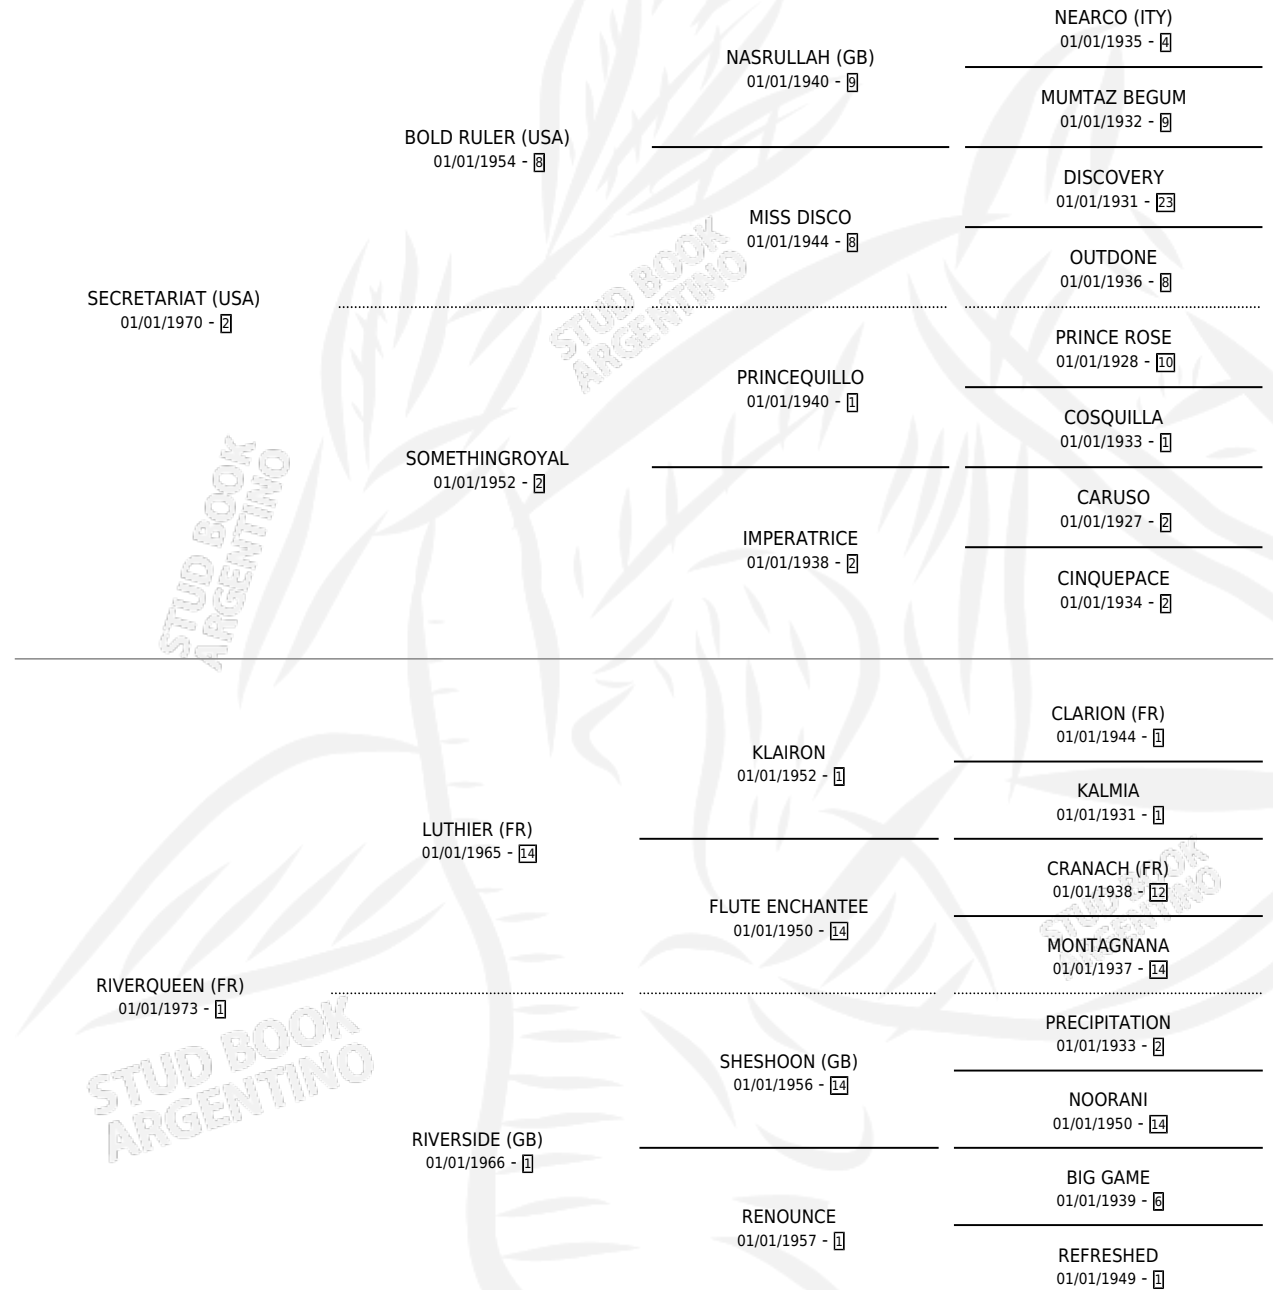 NEARCO (ITY)
01/01/1935 - 4
NASRULLAH (GB)
01/01/1940 - 9
MUMTAZ BEGUM
01/01/1932 - 9
BOLD RULER (USA)
01/01/1954 - 8
DISCOVERY
01/01/1931 - 23
MISS DISCO
01/01/1944 - 8
OUTDONE
01/01/1936 - 8
SECRETARIAT (USA)
01/01/1970 - 2
PRINCE ROSE
01/01/1928 - 10
PRINCEQUILLO
01/01/1940 - 1
COSQUILLA
01/01/1933 - 1
SOMETHINGROYAL
01/01/1952 - 2
CARUSO
01/01/1927 - 2
IMPERATRICE
01/01/1938 - 2
CINQUEPACE
01/01/1934 - 2
STUD BOOK
ARGENTINO
STUD BOOK
ARGENTINO
CLARION (FR)
01/01/1944 - 1
KLAIRON
01/01/1952 - 1
KALMIA
01/01/1931 - 1
LUTHIER (FR)
01/01/1965 - 14
CRANACH (FR)
01/01/1938 - 12
FLUTE ENCHANTEE
01/01/1950 - 14
MONTAGNANA
01/01/1937 - 14
RIVERQUEEN (FR)
01/01/1973 - 1
PRECIPITATION
01/01/1933 - 2
SHESHOON (GB)
01/01/1956 - 14
NOORANI
01/01/1950 - 14
RIVERSIDE (GB)
01/01/1966 - 1
BIG GAME
01/01/1939 - 6
RENOUNCE
01/01/1957 - 1
REFRESHED
01/01/1949 - 1
STUD BOOK
ARGENTINO
STUD BOOK
ARGENTINO